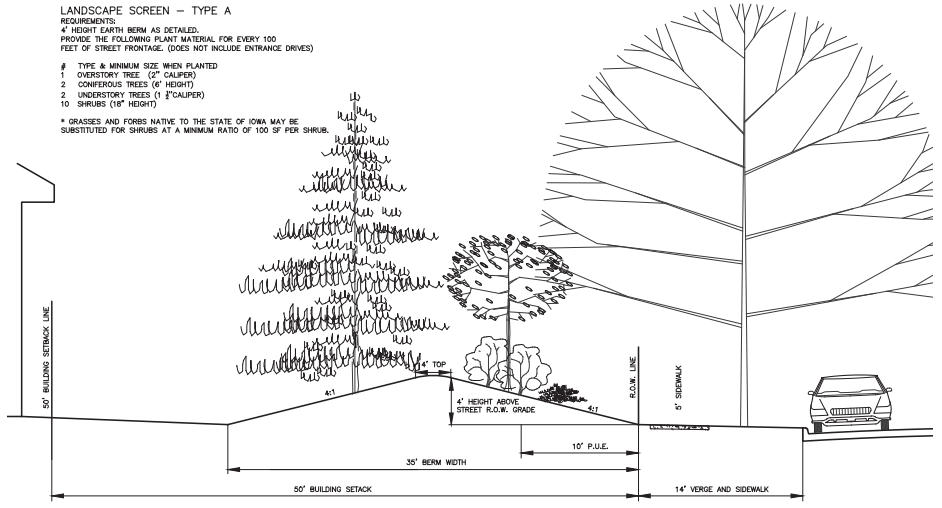 LANDSCAPE SCREEN – TYPE A
REQUIREMENTS:
4' HEIGHT EARTH BERM AS DETAILED.
PROVIDE THE FOLLOWING PLANT MATERIAL FOR EVERY 100
FEET OF STREET FRONTAGE. (DOES NOT INCLUDE ENTRANCE DRIVES)
# TYPE & MINIMUM SIZE WHEN PLANTED
1 OVERSTORY TREE (2" CALIPER)
2 CONIFEROUS TREES (6' HEIGHT)
2 UNDERSTORY TREES (1 ½"CALIPER)
10 SHRUBS (18" HEIGHT)
* GRASSES AND FORBS NATIVE TO THE STATE OF IOWA MAY BE
SUBSTITUTED FOR SHRUBS AT A MINIMUM RATIO OF 100 SF PER SHRUB.
50' BUILDING SETBACK LINE
4:1
4' TOP
4' HEIGHT ABOVE
STREET R.O.W. GRADE
4:1
R.O.W. LINE
5' SIDEWALK
10' P.U.E.
35' BERM WIDTH
50' BUILDING SETACK
14' VERGE AND SIDEWALK